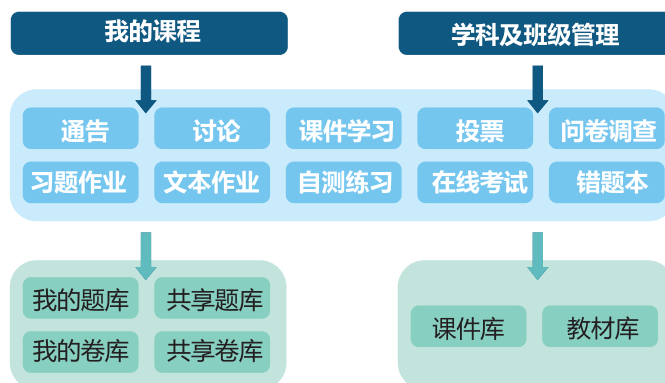 我的课程 学科及班级管理
通告 讨论 课件学习 投票 问卷调查
习题作业 文本作业 自测练习 在线考试 错题本
我的题库 共享题库
我的卷库 共享卷库
课件库 教材库